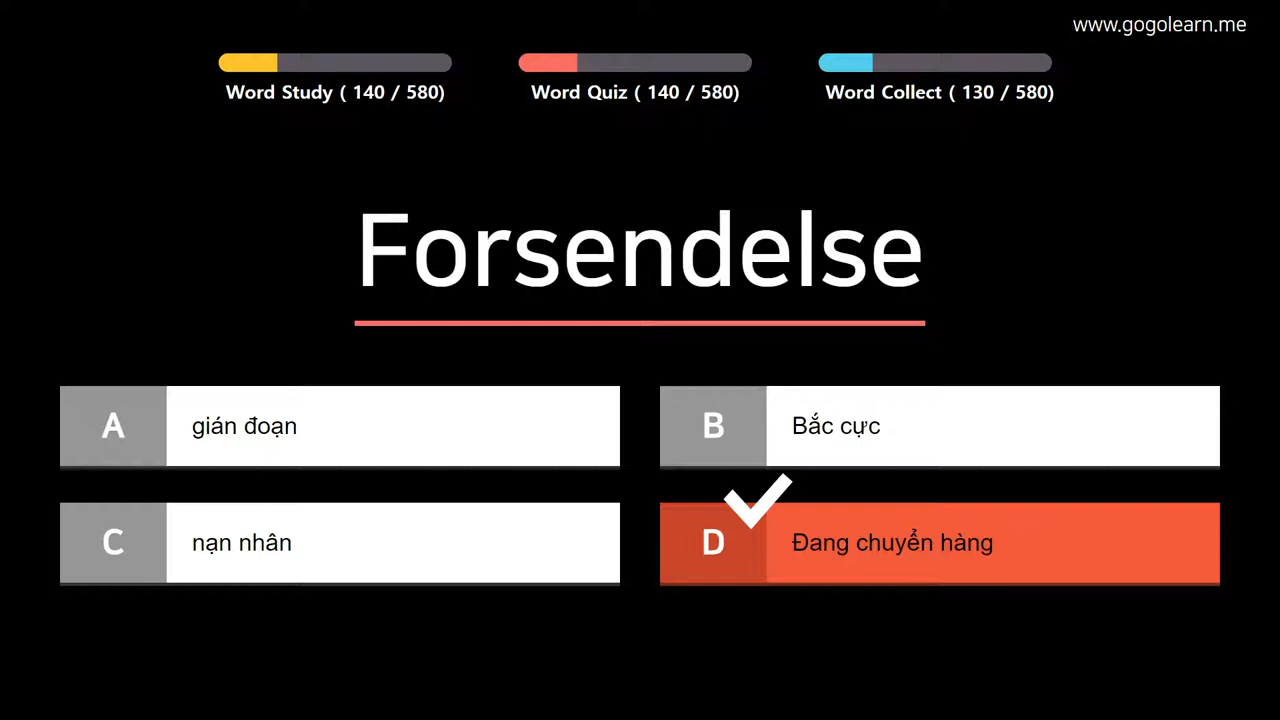 www.gogolearn.me
Word Study ( 140 / 580)
Word Quiz ( 140 / 580)
Word Collect ( 130 / 580)
Forsendelse
A
gián đoạn
B
Bắc cực
C
nạn nhân
D
Đang chuyển hàng